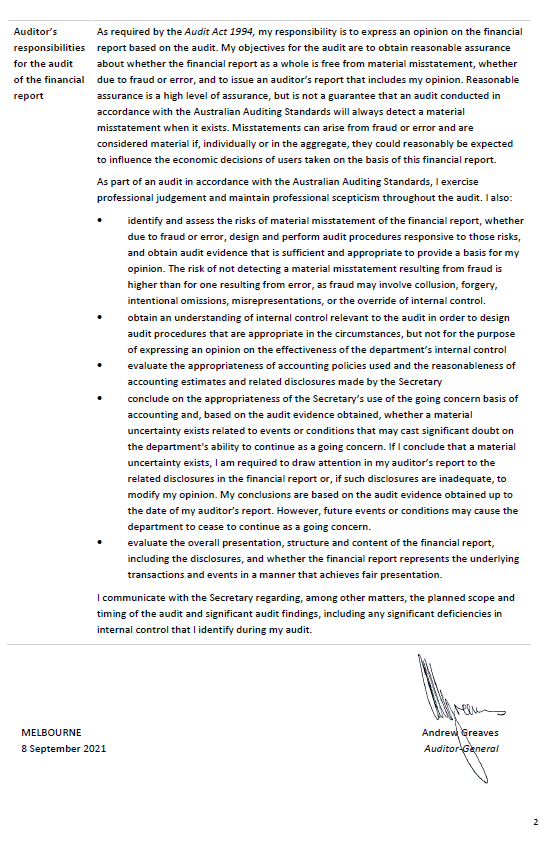 Auditor's
responsibilities
for the audit
of the financial
report
As required by the Audit Act 1994, my responsibility is to express an opinion on the financial
report based on the audit. My objectives for the audit are to obtain reasonable assurance
about whether the financial report as a whole is free from material misstatement, whether
due to fraud or error, and to issue an auditor's report that includes my opinion. Reasonable
assurance is a high level of assurance, but is not a guarantee that an audit conducted in
accordance with the Australian Auditing Standards will always detect a material
misstatement when it exists. Misstatements can arise from fraud or error and are
considered material if, individually or in the aggregate, they could reasonably be expected
to influence the economic decisions of users taken on the basis of this financial report.
As part of an audit in accordance with the Australian Auditing Standards, I exercise
professional judgement and maintain professional scepticism throughout the audit. I also:
• identify and assess the risks of material misstatement of the financial report, whether
due to fraud or error, design and perform audit procedures responsive to those risks,
and obtain audit evidence that is sufficient and appropriate to provide a basis for my
opinion. The risk of not detecting a material misstatement resulting from fraud is
higher than for one resulting from error, as fraud may involve collusion, forgery,
intentional omissions, misrepresentations, or the override of internal control.
• obtain an understanding of internal control relevant to the audit in order to design
audit procedures that are appropriate in the circumstances, but not for the purpose
of expressing an opinion on the effectiveness of the department's internal control
• evaluate the appropriateness of accounting policies used and the reasonableness of
accounting estimates and related disclosures made by the Secretary
• conclude on the appropriateness of the Secretary's use of the going concern basis of
accounting and, based on the audit evidence obtained, whether a material
uncertainty exists related to events or conditions that may cast significant doubt on
the department's ability to continue as a going concern. If I conclude that a material
uncertainty exists, I am required to draw attention in my auditor's report to the
related disclosures in the financial report or, if such disclosures are inadequate, to
modify my opinion. My conclusions are based on the audit evidence obtained up to
the date of my auditor's report. However, future events or conditions may cause the
department to cease to continue as a going concern.
• evaluate the overall presentation, structure and content of the financial report,
including the disclosures, and whether the financial report represents the underlying
transactions and events in a manner that achieves fair presentation.
I communicate with the Secretary regarding, among other matters, the planned scope and
timing of the audit and significant audit findings, including any significant deficiencies in
internal control that I identify during my audit.
MELBOURNE
8 September 2021
Andrew Greaves
Auditor-General
2